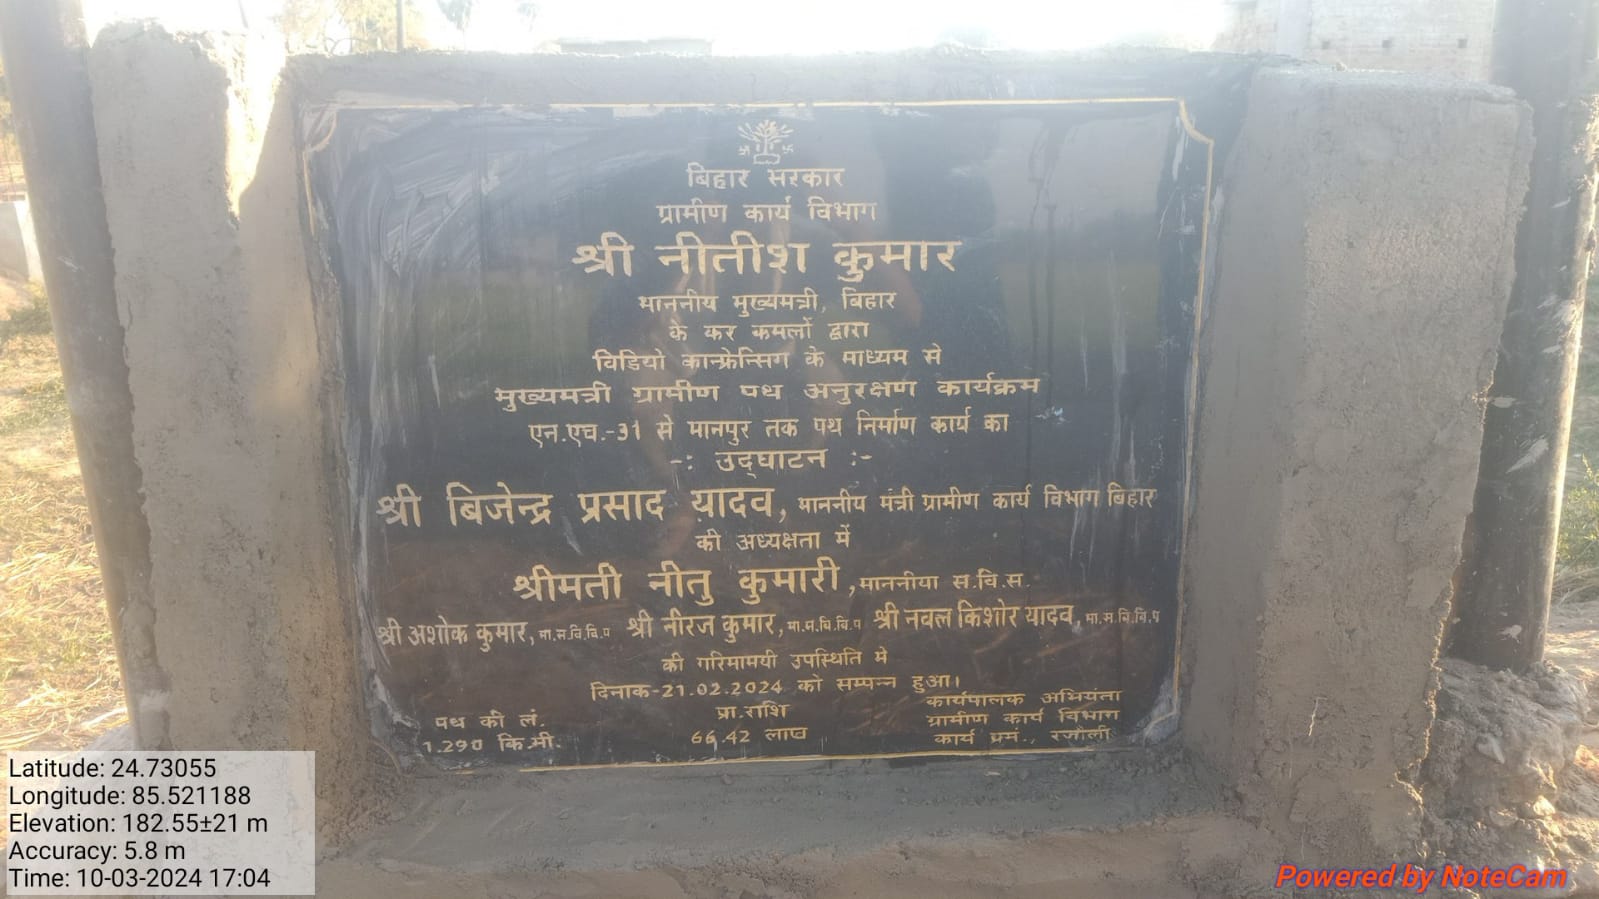 बिहार सरकार
ग्रामीण कार्य विभाग
श्री नीतीश कुमार
माननीय मुख्यमत्री, बिहार
के कर कमलों द्वारा
विडियो कान्फ्रेन्सिग के माध्यम से
मुख्यमत्री ग्रामीण पथ अनुरक्षण कार्यक्रम
एन.एच.-31 से मानपुर तक पथ निर्माण कार्य का
-: उद्घाटन :-
श्री बिजेन्द्र प्रसाद यादव, माननीय मंत्री ग्रामीण कार्य विभाग बिहार
की अध्यक्षता में
श्रीमती नीतु कुमारी, माननीया स.वि.स.
श्री अशोक कुमार, मा.स.वि.वि.प श्री नीरज कुमार, मा.स.वि.वि.प श्री नवल किशोर यादव, मा.स.वि.वि.प
की गरिमामयी उपस्थिति मे
दिनाक-21.02.2024 को सम्पन्न हुआ।
पथ की लं. प्रा.राशि कार्यपालक अभियंता
1.290 कि.मी. 66.42 लाख ग्रामीण कार्य विभाग
कार्य प्रमं., रजौली
Latitude: 24.73055
Longitude: 85.521188
Elevation: 182.55±21 m
Accuracy: 5.8 m
Time: 10-03-2024 17:04
Powered by NoteCam